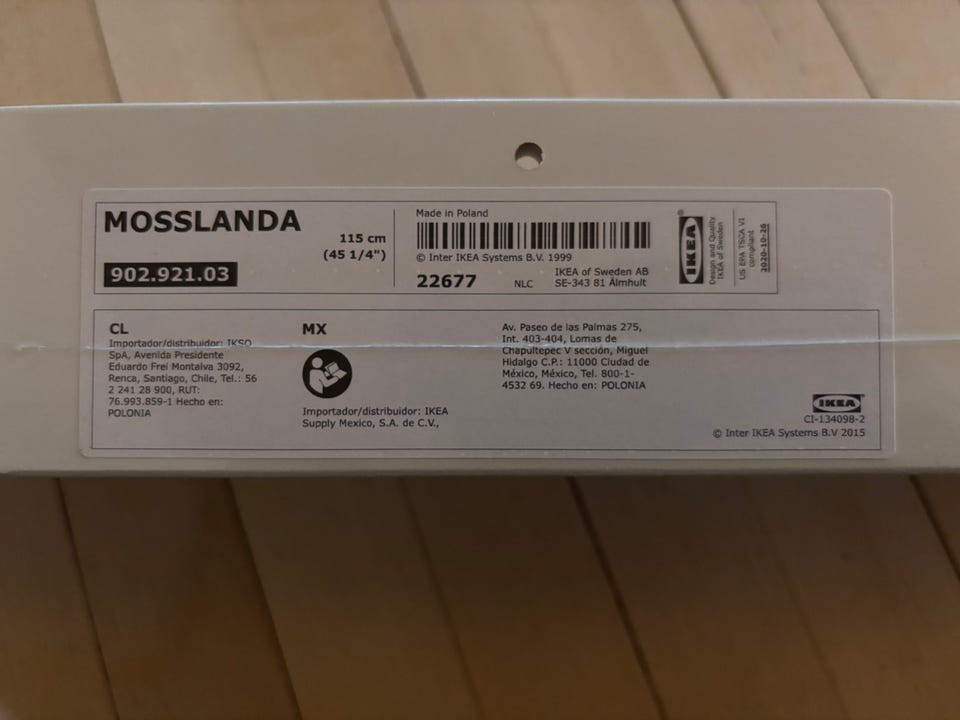 MOSSLANDA
115 cm
(45 1/4")
902.921.03
Made in Poland
© Inter IKEA Systems B.V. 1999
22677
NLC
IKEA of Sweden AB
SE-343 81 Älmhult
IKEA
Design and Quality
IKEA of Sweden
US EPA TSCA VI
compliant
2020-10-26
CL
Importador/distribuidor: IKSO
SpA, Avenida Presidente
Eduardo Frei Montalva 3092,
Renca, Santiago, Chile, Tel.: 56
2 241 28 900, RUT:
76.993.859-1 Hecho en:
POLONIA
MX
Importador/distribuidor: IKEA
Supply Mexico, S.A. de C.V.,
Av. Paseo de las Palmas 275,
Int. 403-404, Lomas de
Chapultepec V sección, Miguel
Hidalgo C.P.: 11000 Ciudad de
México, México, Tel. 800-1-
4532 69. Hecho en: POLONIA
IKEA
CI-134098-2
© Inter IKEA Systems B.V 2015